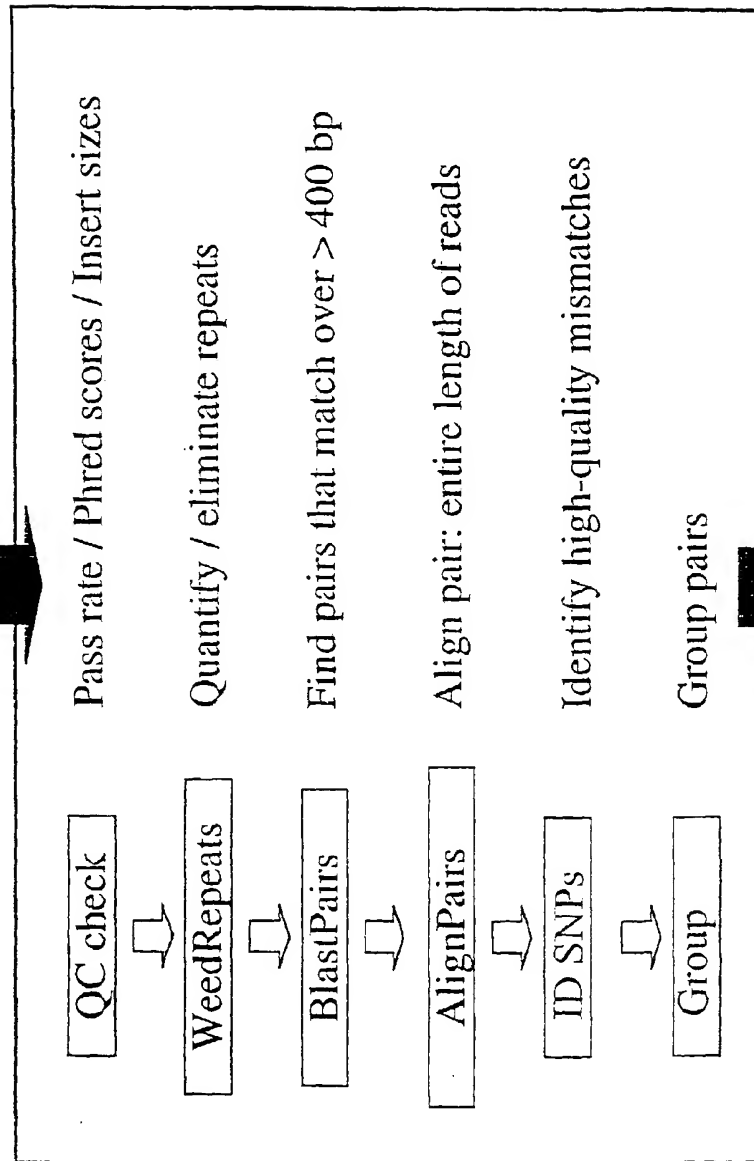 QC check
Pass rate / Phred scores / Insert sizes
WeedRepeats
Quantify / eliminate repeats
BlastPairs
Find pairs that match over > 400 bp
AlignPairs
Align pair: entire length of reads
ID SNPs
Identify high-quality mismatches
Group
Group pairs